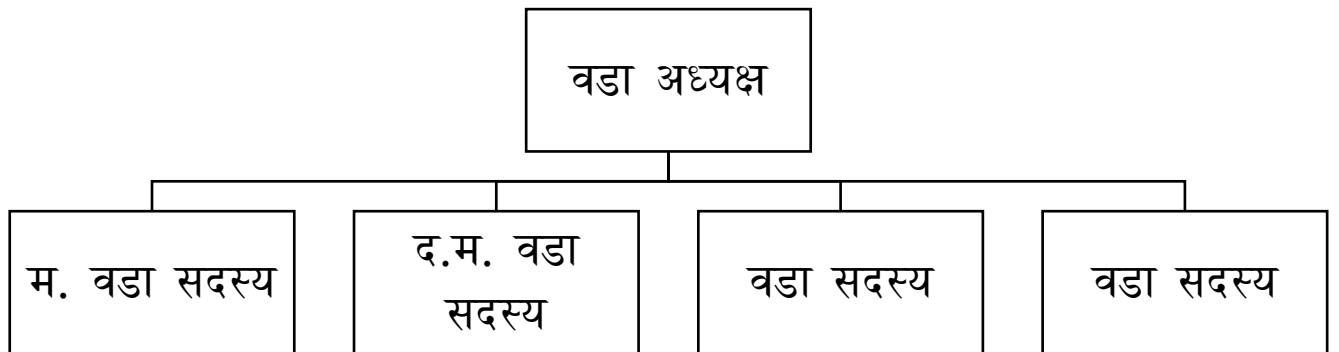 वडा अध्यक्ष
म. वडा सदस्य
द.म. वडा
सदस्य
वडा सदस्य
वडा सदस्य